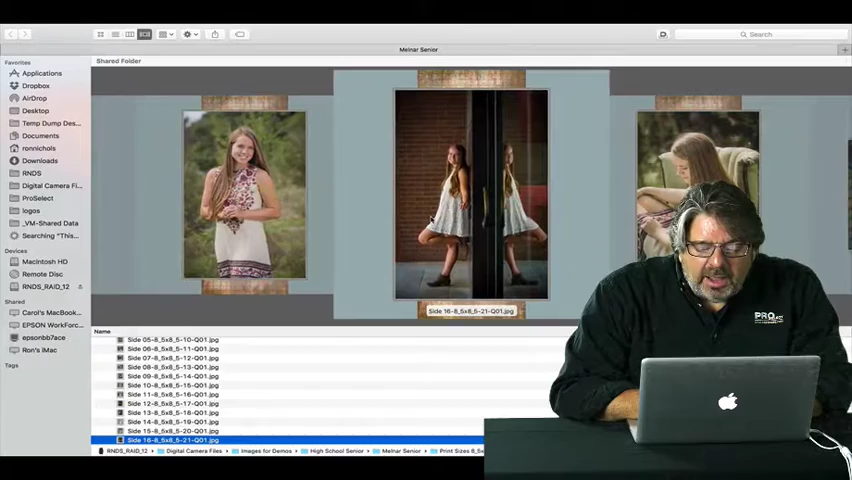 Search
Melnar Senior
+
Favorites
Shared Folder
Applications
Dropbox
AirDrop
Desktop
Temp Dump Des...
Documents
ronnichols
Downloads
RNDS
Digital Camera Fi...
ProSelect
logos
_VM-Shared Data
Searching "This...
Devices
Macintosh HD
Remote Disc
RNDS_RAID_12
Shared
Carol's MacBook...
EPSON WorkForc...
epsonbb7ace
Ron's iMac
Tags
Side 16-8_5x8_5-21-Q01.jpg
Name
Side 05-8_5x8_5-10-Q01.jpg
Side 06-8_5x8_5-11-Q01.jpg
Side 07-8_5x8_5-12-Q01.jpg
Side 08-8_5x8_5-13-Q01.jpg
Side 09-8_5x8_5-14-Q01.jpg
Side 10-8_5x8_5-15-Q01.jpg
Side 11-8_5x8_5-16-Q01.jpg
Side 12-8_5x8_5-17-Q01.jpg
Side 13-8_5x8_5-18-Q01.jpg
Side 14-8_5x8_5-19-Q01.jpg
Side 15-8_5x8_5-20-Q01.jpg
Side 16-8_5x8_5-21-Q01.jpg
RNDS_RAID_12 Digital Camera Files Images for Demos High School Senior Melnar Senior Print Sizes 8_5x
PRO